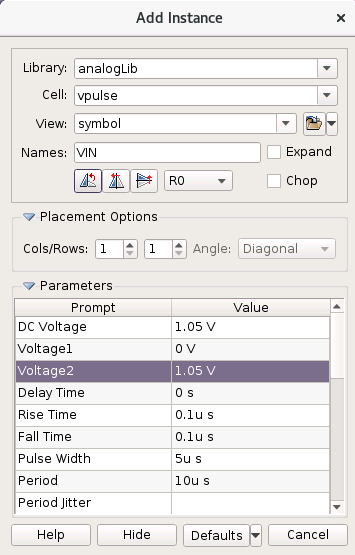 Add Instance ×
Library: analogLib
Cell: vpulse
View: symbol
Names: VIN Expand
R0 Chop
Placement Options
Cols/Rows: 1 1 Angle: Diagonal
Parameters
Prompt Value
DC Voltage 1.05 V
Voltage1 0 V
Voltage2 1.05 V
Delay Time 0 s
Rise Time 0.1u s
Fall Time 0.1u s
Pulse Width 5u s
Period 10u s
Period Jitter
Help Hide Defaults Cancel